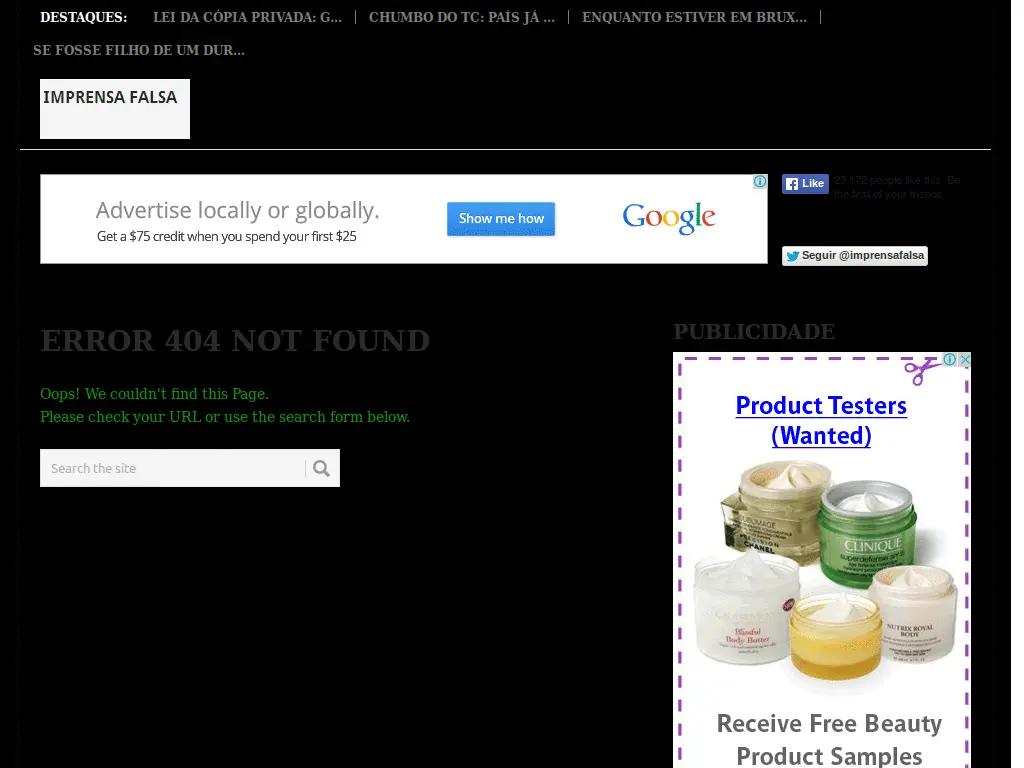 DESTAQUES: LEI DA CÓPIA PRIVADA: G... CHUMBO DO TC: PAÍS JÁ ... ENQUANTO ESTIVER EM BRUX...
SE FOSSE FILHO DE UM DUR...
IMPRENSA FALSA
Advertise locally or globally.
Get a $75 credit when you spend your first $25
Show me how
Google
Like
23,172 people like this. Be
the first of your friends.
Seguir @imprensafalsa
ERROR 404 NOT FOUND
Oops! We couldn't find this Page.
Please check your URL or use the search form below.
Search the site
PUBLICIDADE
Product Testers
(Wanted)
PRECISION
CHANEL
CLINIQUE
superdefense
Blissful
Body Butter
NUTRIX ROYAL
BODY
Receive Free Beauty
Product Samples